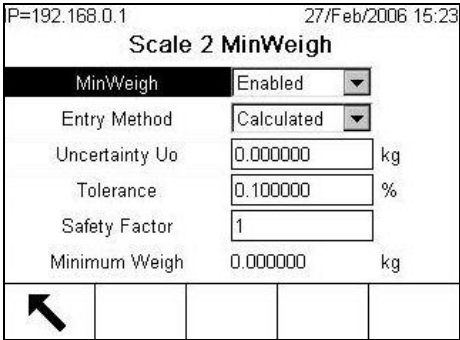 IP=192.168.0.1 27/Feb/2006 15:23
Scale 2 MinWeigh
MinWeigh Enabled
Entry Method Calculated
Uncertainty Uo 0.000000 kg
Tolerance 0.100000 %
Safety Factor 1
Minimum Weigh 0.000000 kg